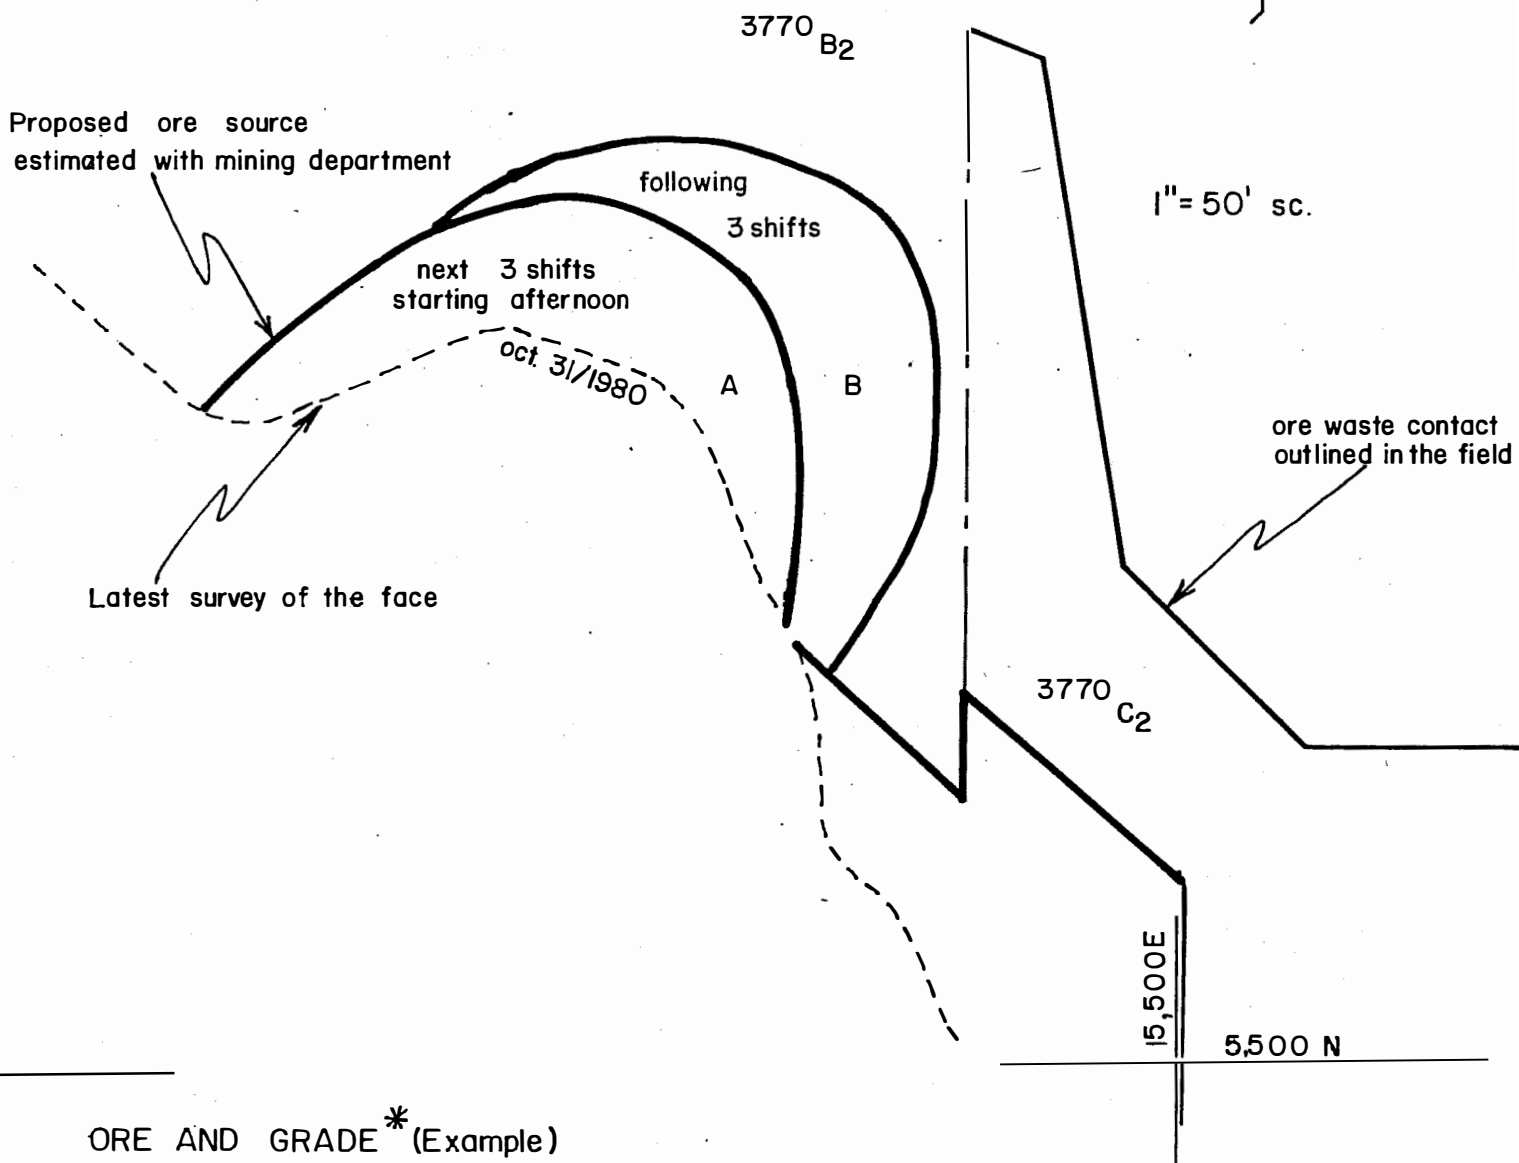 3770 B2
Proposed ore source
estimated with mining department
following
3 shifts
1" = 50' sc.
next 3 shifts
starting afternoon
oct. 31/1980
A
B
ore waste contact
outlined in the field
Latest survey of the face
3770 C2
15,500E
5,500 N
ORE AND GRADE * (Example)